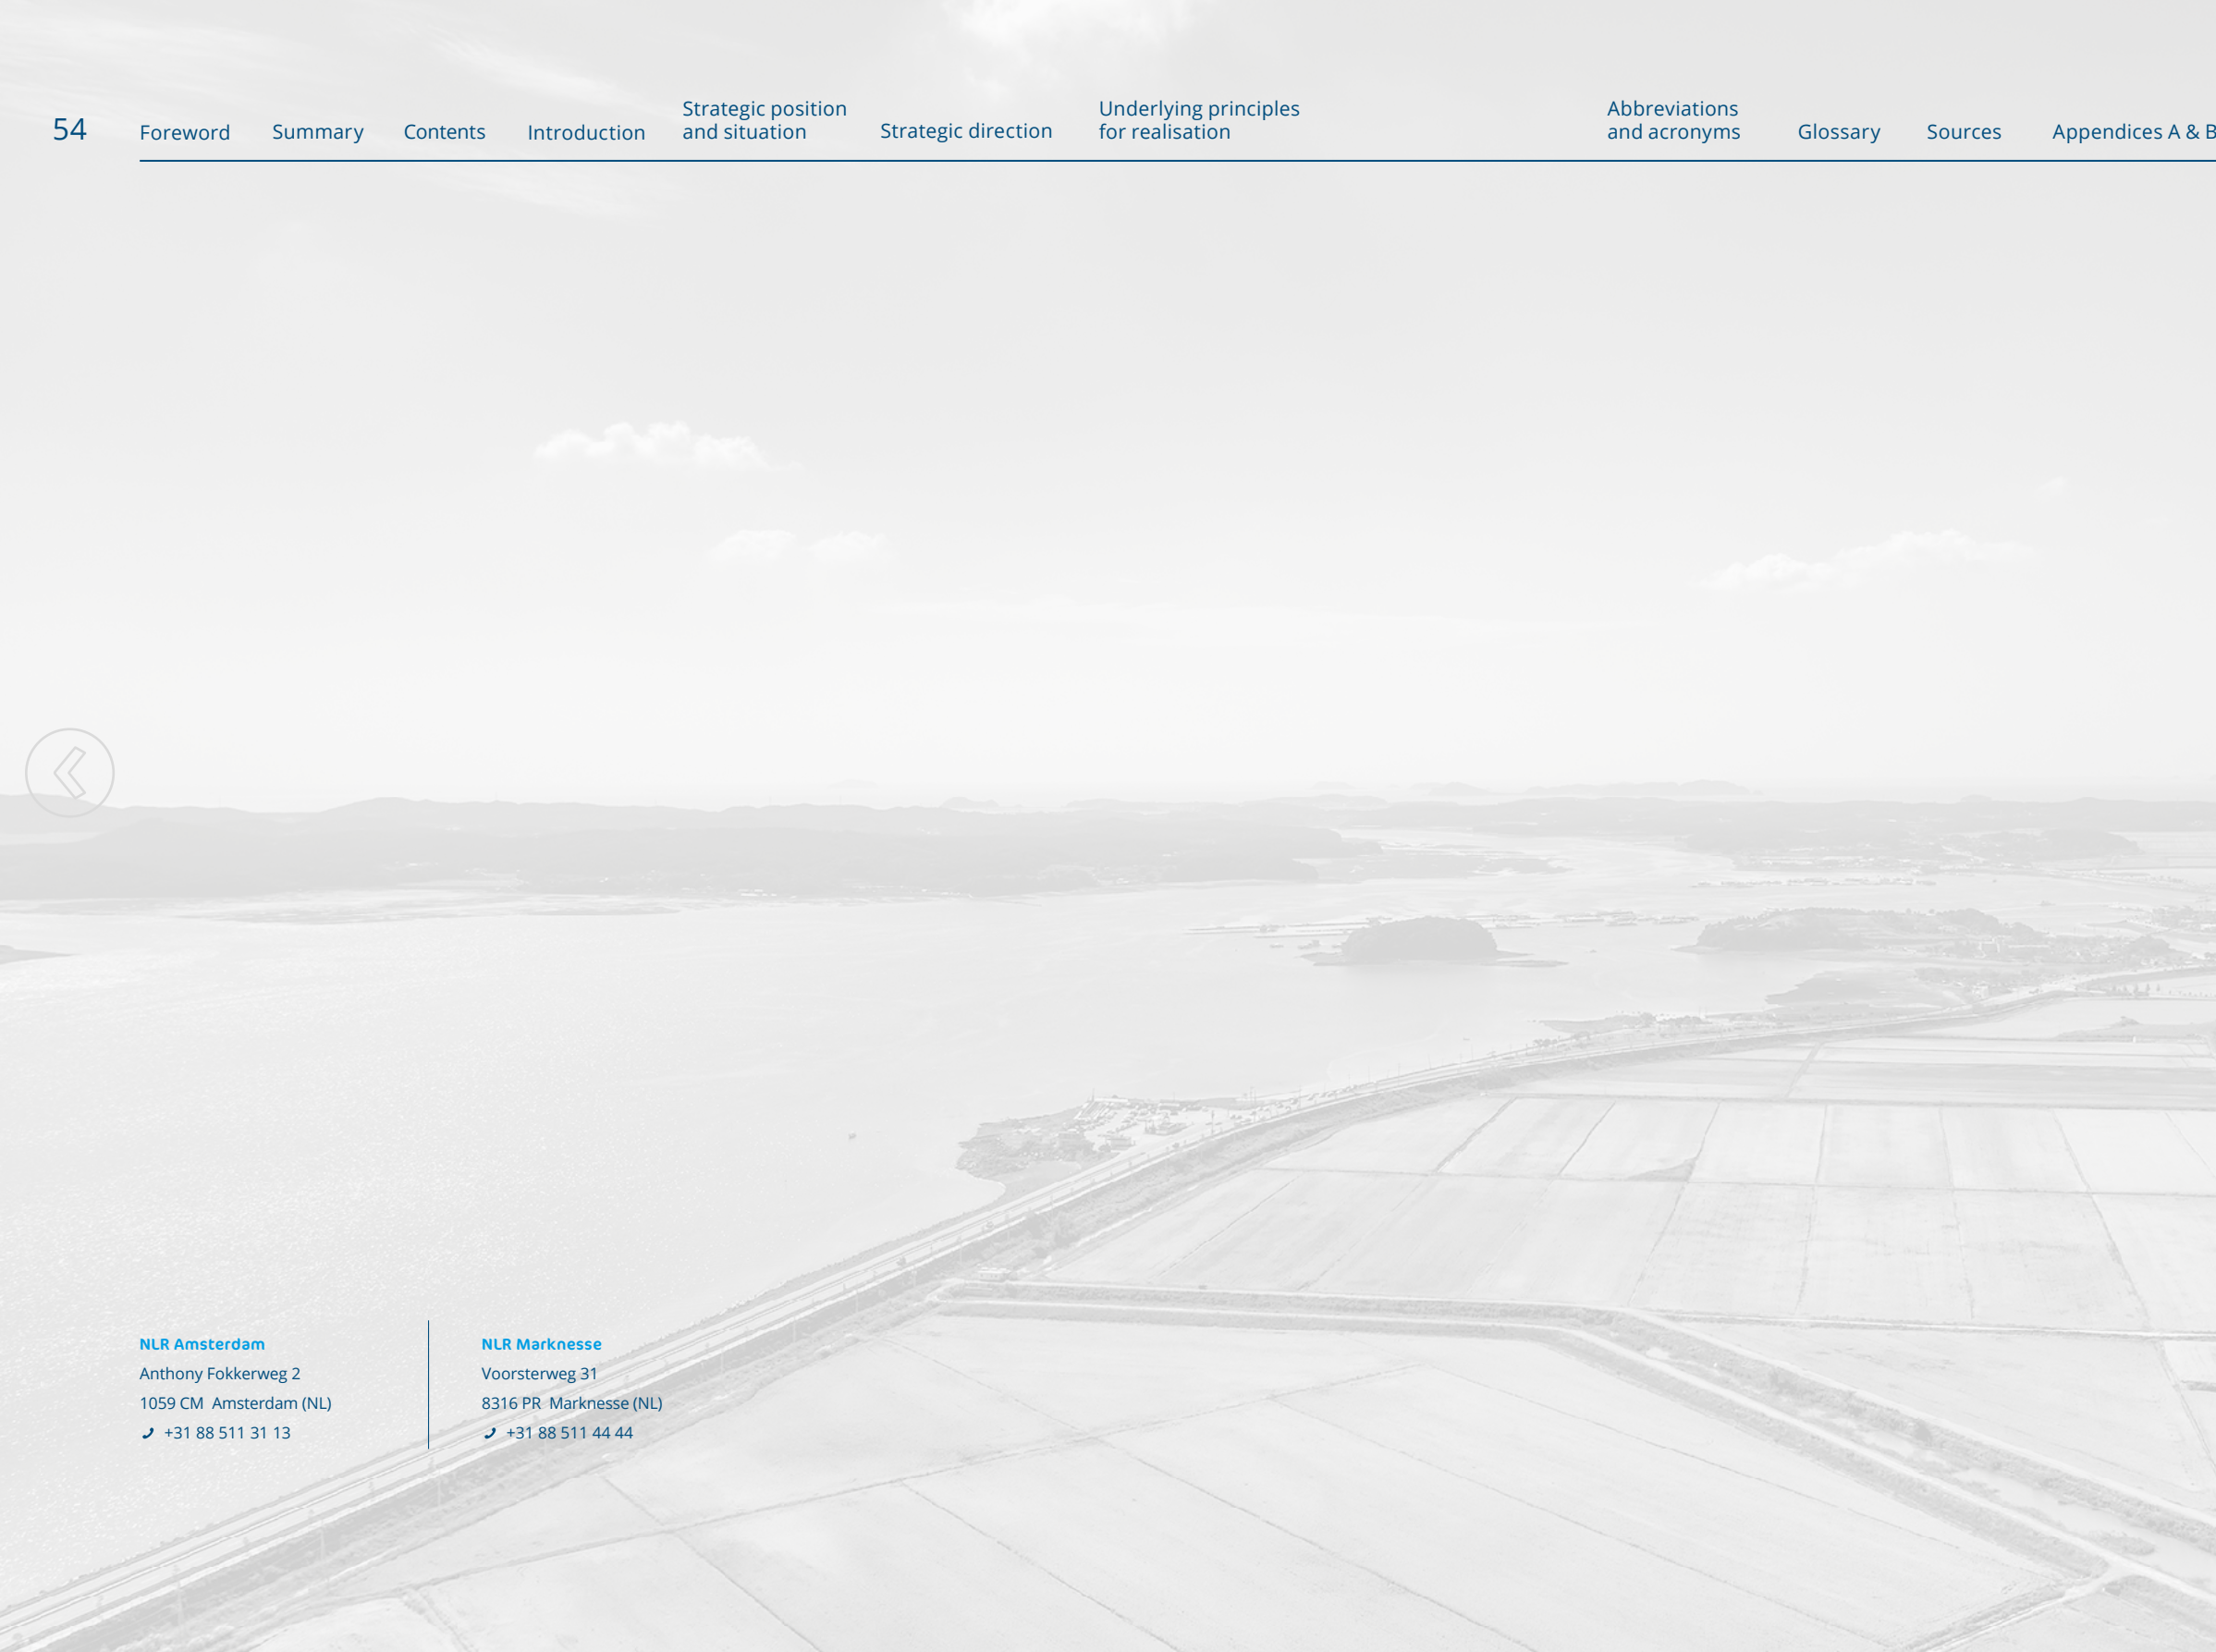 54
Foreword
Summary
Contents
Introduction
Strategic position
and situation
Strategic direction
Underlying principles
for realisation
Abbreviations
and acronyms
Glossary
Sources
Appendices A & B
NLR Amsterdam
Anthony Fokkerweg 2
1059 CM Amsterdam (NL)
+31 88 511 31 13
NLR Marknesse
Voorsterweg 31
8316 PR Marknesse (NL)
+31 88 511 44 44